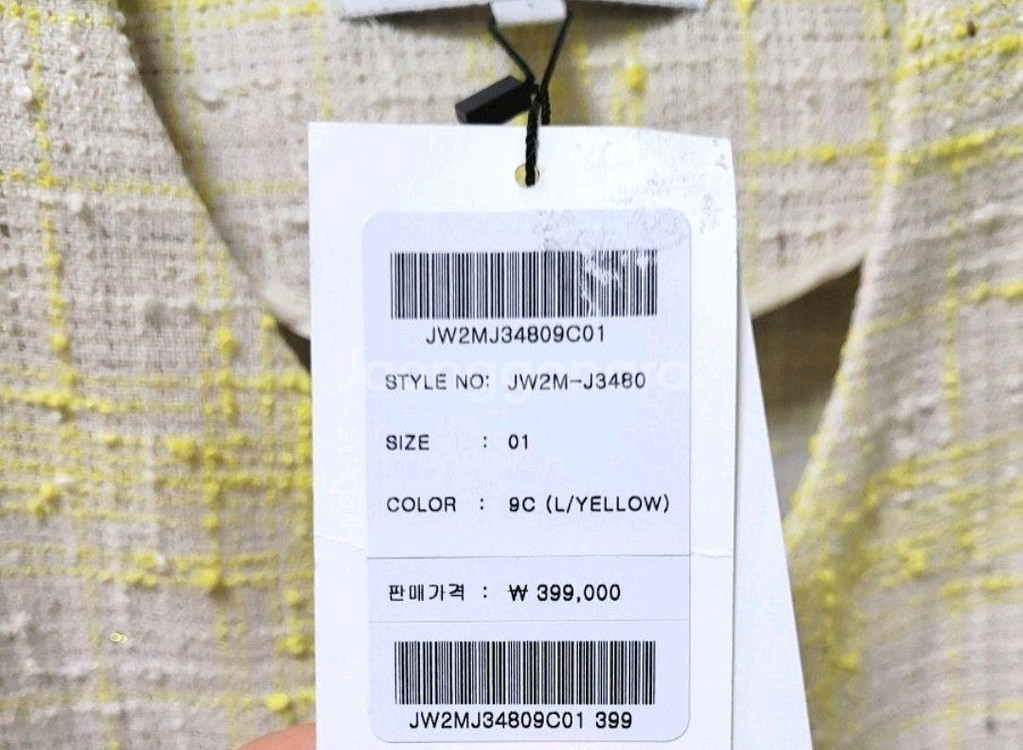 JW2MJ34809C01
STYLE NO: JW2M-J3480
SIZE : 01
COLOR : 9C (L/YELLOW)
판매가격 : ₩ 399,000
JW2MJ34809C01 399